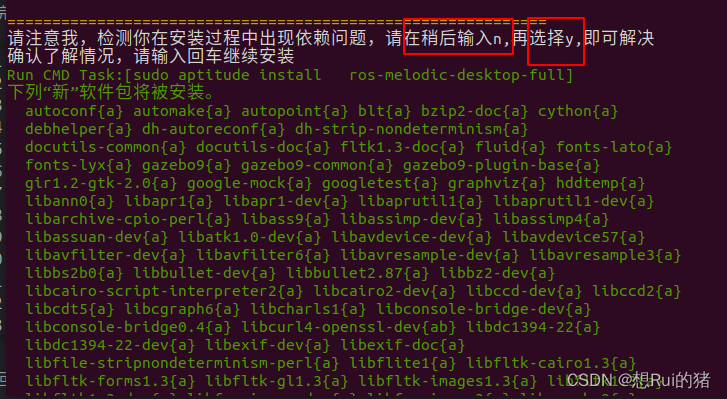 ============================================================
请注意我，检测你在安装过程中出现依赖问题，请在稍后输入n,再选择y,即可解决
确认了解情况，请输入回车继续安装
Run CMD Task:[sudo aptitude install   ros-melodic-desktop-full]
下列“新”软件包将被安装。
autoconf{a} automake{a} autopoint{a} blt{a} bzip2-doc{a} cython{a}
debhelper{a} dh-autoreconf{a} dh-strip-nondeterminism{a}
docutils-common{a} docutils-doc{a} fltk1.3-doc{a} fluid{a} fonts-lato{a}
fonts-lyx{a} gazebo9{a} gazebo9-common{a} gazebo9-plugin-base{a}
gir1.2-gtk-2.0{a} google-mock{a} googletest{a} graphviz{a} hddtemp{a}
libann0{a} libapr1{a} libapr1-dev{a} libaprutil1{a} libaprutil1-dev{a}
libarchive-cpio-perl{a} libass9{a} libassimp-dev{a} libassimp4{a}
libassuan-dev{a} libatk1.0-dev{a} libavdevice-dev{a} libavdevice57{a}
libavfilter-dev{a} libavfilter6{a} libavresample-dev{a} libavresample3{a}
libbs2b0{a} libbullet-dev{a} libbullet2.87{a} libbz2-dev{a}
libcairo-script-interpreter2{a} libcairo2-dev{a} libccd-dev{a} libccd2{a}
libcdt5{a} libcgraph6{a} libcharls1{a} libconsole-bridge-dev{a}
libconsole-bridge0.4{a} libcurl4-openssl-dev{ab} libdc1394-22{a}
libdc1394-22-dev{a} libexif-dev{a} libexif-doc{a}
libfile-stripnondeterminism-perl{a} libflite1{a} libfltk-cairo1.3{a}
libfltk-forms1.3{a} libfltk-gl1.3{a} libfltk-images1.3{a}
CSDN @想Rui的猪